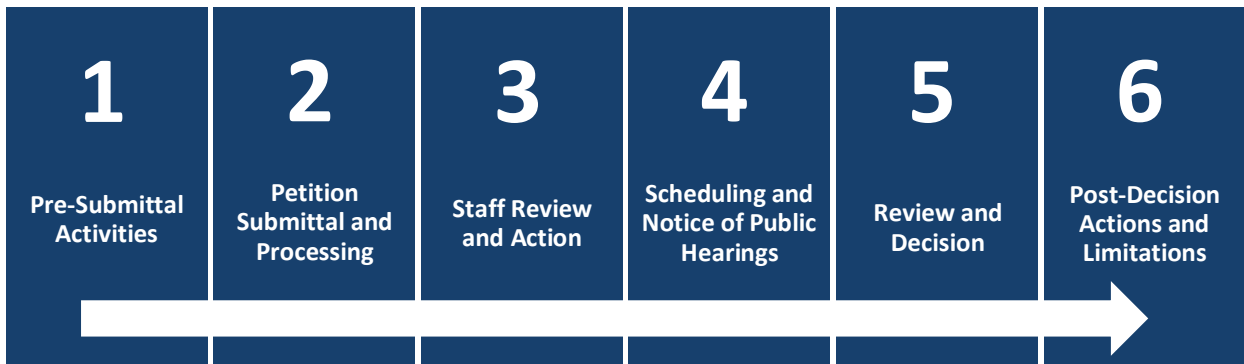 1
Pre-Submittal
Activities
2
Petition
Submittal and
Processing
3
Staff Review
and Action
4
Scheduling and
Notice of Public
Hearings
5
Review and
Decision
6
Post-Decision
Actions and
Limitations